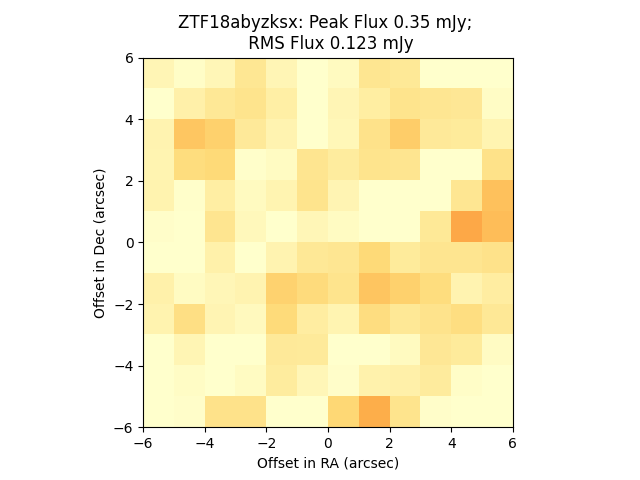 ZTF18abyzksx: Peak Flux 0.35 mJy;
RMS Flux 0.123 mJy
6
4
2
0
−2
−4
−6
Offset in Dec (arcsec)
−6 −4 −2 0 2 4 6
Offset in RA (arcsec)